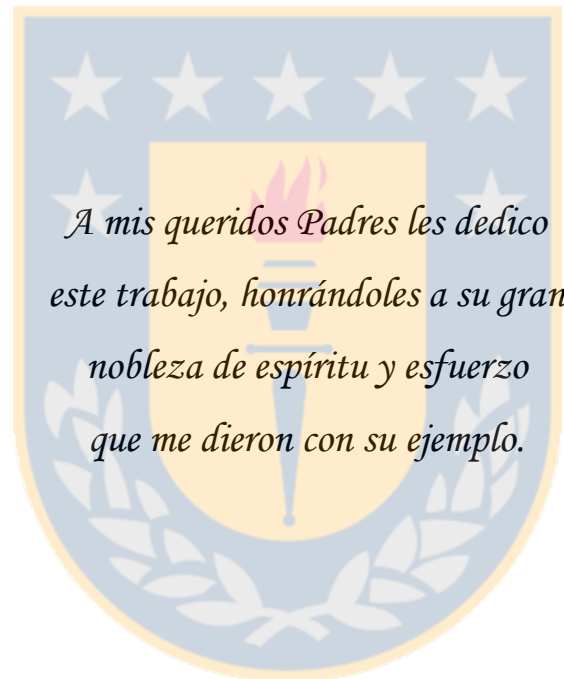 A mis queridos Padres les dedico
este trabajo, honrándoles a su gran
nobleza de espíritu y esfuerzo
que me dieron con su ejemplo.